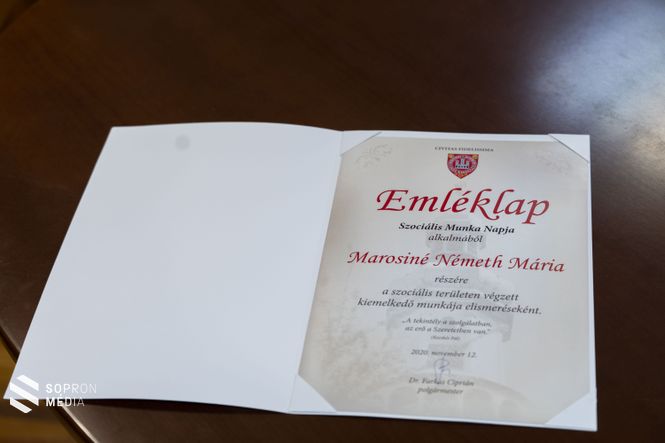 CIVITAS FIDELISSIMA
Emléklap
Szociális Munka Napja
alkalmából
Marosiné Németh Mária
részére
a szociális területen végzett
kiemelkedő munkája elismeréseként.
„A tekintély a szolgálatban,
az erő a Szeretetben van."
2020. november 12.
Dr. Farkas Ciprián
polgármester
SOPRON
MÉDIA